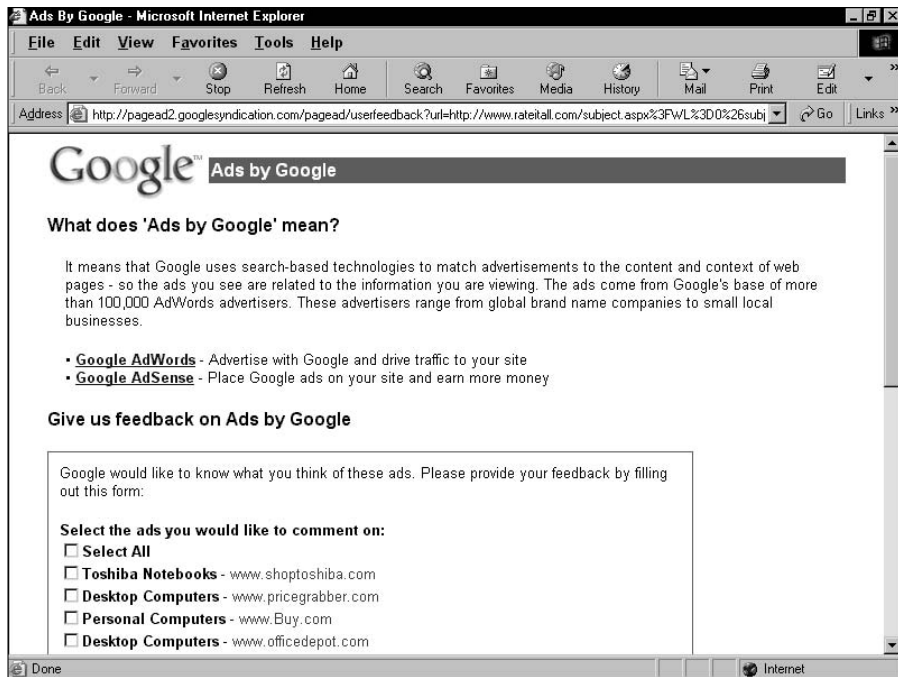 Ads By Google - Microsoft Internet Explorer
File Edit View Favorites Tools Help
Back Forward Stop Refresh Home Search Favorites Media History Mail Print Edit »
Address http://pagead2.googlesyndication.com/pagead/userfeedback?url=http://www.rateitall.com/subject.aspx%3FWL%3D0%26subj Go Links »
Google™ Ads by Google
What does 'Ads by Google' mean?
It means that Google uses search-based technologies to match advertisements to the content and context of web
pages - so the ads you see are related to the information you are viewing. The ads come from Google's base of more
than 100,000 AdWords advertisers. These advertisers range from global brand name companies to small local
businesses.
▪ Google AdWords - Advertise with Google and drive traffic to your site
▪ Google AdSense - Place Google ads on your site and earn more money
Give us feedback on Ads by Google
Google would like to know what you think of these ads. Please provide your feedback by filling
out this form:
Select the ads you would like to comment on:
Select All
Toshiba Notebooks - www.shoptoshiba.com
Desktop Computers - www.pricegrabber.com
Personal Computers - www.Buy.com
Desktop Computers - www.officedepot.com
Done Internet